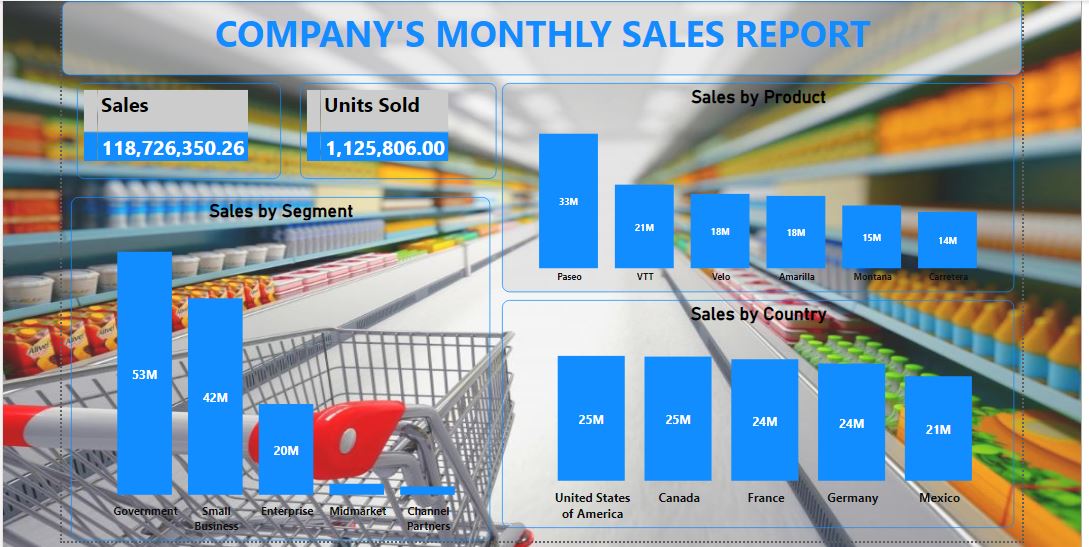 COMPANY'S MONTHLY SALES REPORT
Sales
118,726,350.26
Units Sold
1,125,806.00
Sales by Segment
53M
42M
20M
Government
Small
Business
Enterprise
Midmarket
Channel
Partners
Sales by Product
33M
21M
18M
18M
15M
14M
Paseo
VTT
Velo
Amarilla
Montana
Carretera
Sales by Country
25M
25M
24M
24M
21M
United States
of America
Canada
France
Germany
Mexico